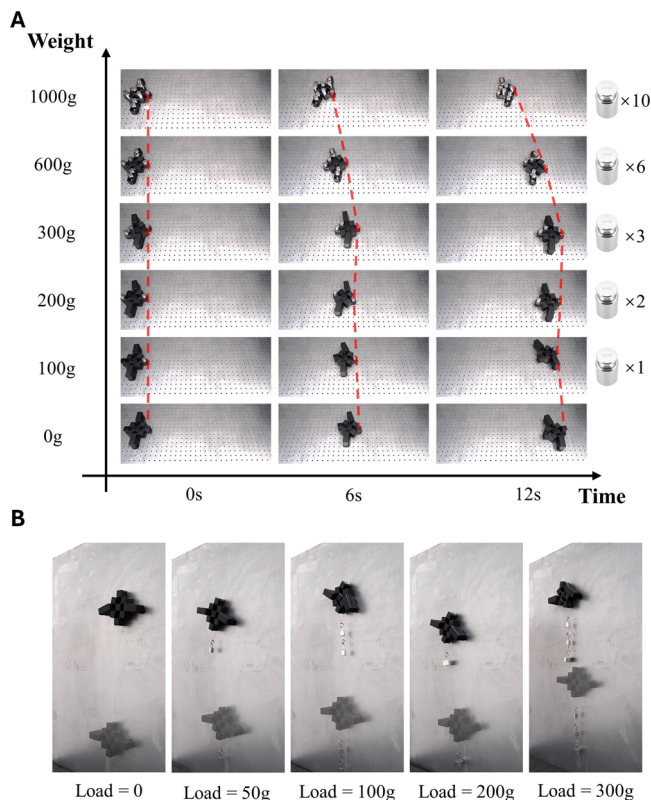 A
Weight
1000g
×10
600g
×6
300g
×3
200g
×2
100g
×1
0g
0s 6s 12s Time
B
Load = 0 Load = 50g Load = 100g Load = 200g Load = 300g